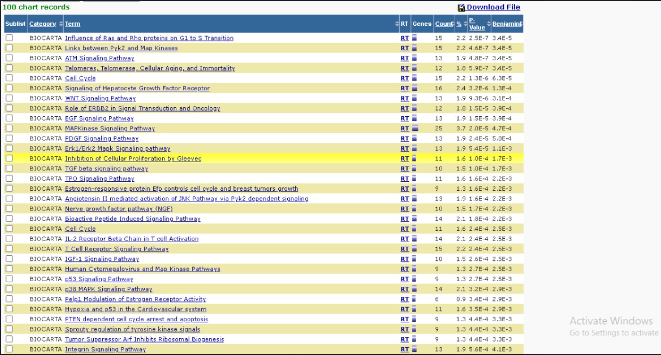 100 chart records
Download File
Sublist Category Term RT Genes Count % P-Value Benjamini
BIOCARTA Influence of Ras and Rho proteins on G1 to S Transition RT 15 2.2 2.5E-7 3.4E-5
BIOCARTA Links between Pyk2 and Map Kinases RT 15 2.2 4.6E-7 3.4E-5
BIOCARTA ATM Signaling Pathway RT 13 1.9 4.8E-7 3.4E-5
BIOCARTA Telomeres, Telomerase, Cellular Aging, and Immortality RT 12 1.8 5.9E-7 3.4E-5
BIOCARTA Cell Cycle RT 15 2.2 1.3E-6 6.3E-5
BIOCARTA Signaling of Hepatocyte Growth Factor Receptor RT 16 2.4 3.2E-6 1.3E-4
BIOCARTA WNT Signaling Pathway RT 13 1.9 9.3E-6 3.1E-4
BIOCARTA Role of ERBB2 in Signal Transduction and Oncology RT 12 1.8 1.5E-5 3.9E-4
BIOCARTA EGF Signaling Pathway RT 13 1.9 1.5E-5 3.9E-4
BIOCARTA MAPKinase Signaling Pathway RT 25 3.7 2.0E-5 4.7E-4
BIOCARTA PDGF Signaling Pathway RT 13 1.9 2.4E-5 5.0E-4
BIOCARTA Erk1/Erk2 Mapk Signaling pathway RT 13 1.9 5.4E-5 1.1E-3
BIOCARTA Inhibition of Cellular Proliferation by Gleevec RT 11 1.6 1.0E-4 1.7E-3
BIOCARTA TGF beta signaling pathway RT 10 1.5 1.0E-4 1.7E-3
BIOCARTA TPO Signaling Pathway RT 11 1.6 1.6E-4 2.2E-3
BIOCARTA Estrogen-responsive protein Efp controls cell cycle and breast tumors growth RT 9 1.3 1.6E-4 2.2E-3
BIOCARTA Angiotensin II mediated activation of JNK Pathway via Pyk2 dependent signaling RT 13 1.9 1.6E-4 2.2E-3
BIOCARTA Nerve growth factor pathway (NGF) RT 10 1.5 1.7E-4 2.2E-3
BIOCARTA Bioactive Peptide Induced Signaling Pathway RT 14 2.1 1.8E-4 2.2E-3
BIOCARTA Cell Cycle RT 11 1.6 2.4E-4 2.5E-3
BIOCARTA IL-2 Receptor Beta Chain in T cell Activation RT 14 2.1 2.4E-4 2.5E-3
BIOCARTA T Cell Receptor Signaling Pathway RT 15 2.2 2.4E-4 2.5E-3
BIOCARTA IGF-1 Signaling Pathway RT 10 1.5 2.6E-4 2.5E-3
BIOCARTA Human Cytomegalovirus and Map Kinase Pathways RT 9 1.3 2.7E-4 2.5E-3
BIOCARTA p53 Signaling Pathway RT 9 1.3 2.7E-4 2.5E-3
BIOCARTA p38 MAPK Signaling Pathway RT 14 2.1 3.2E-4 2.9E-3
BIOCARTA Pelp1 Modulation of Estrogen Receptor Activity RT 6 0.9 3.4E-4 2.9E-3
BIOCARTA Hypoxia and p53 in the Cardiovascular system RT 11 1.6 3.5E-4 2.9E-3
BIOCARTA PTEN dependent cell cycle arrest and apoptosis RT 9 1.3 4.4E-4 3.3E-3
BIOCARTA Sprouty regulation of tyrosine kinase signals RT 9 1.3 4.4E-4 3.3E-3
BIOCARTA Tumor Suppressor Arf Inhibits Ribosomal Biogenesis RT 9 1.3 4.4E-4 3.3E-3
BIOCARTA Integrin Signaling Pathway RT 13 1.9 5.6E-4 4.1E-3
Activate Windows
Go to Settings to activate